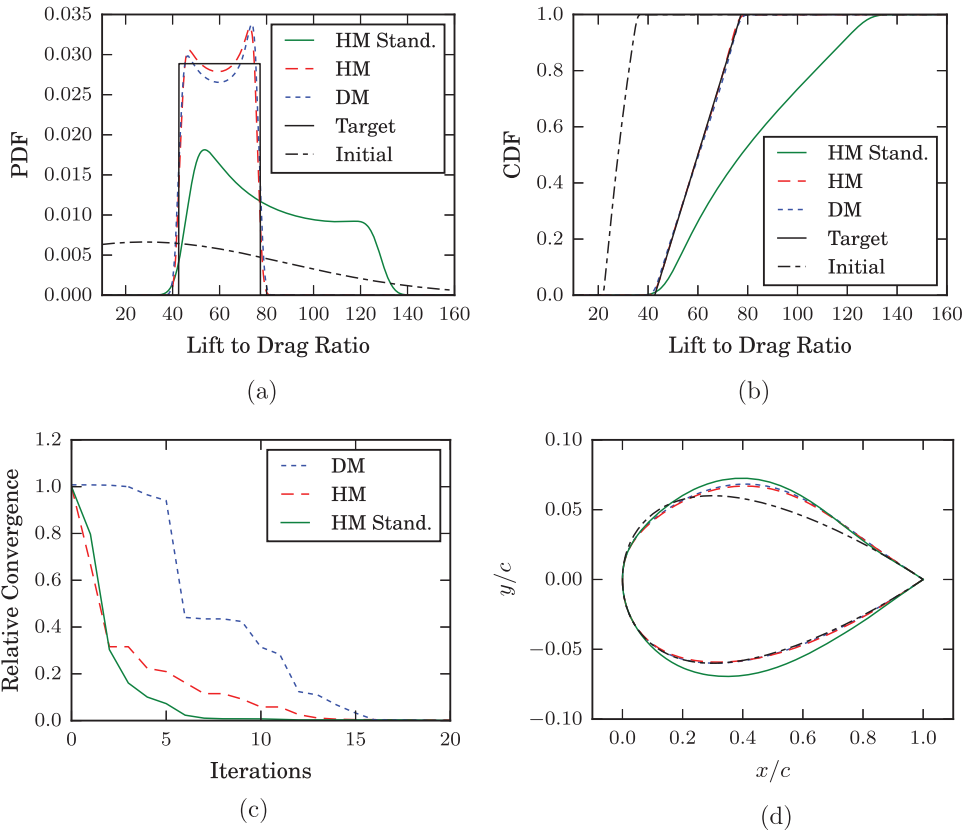 0.035
0.030
0.025
0.020
0.015
0.010
0.005
0.000
PDF
HM Stand.
HM
DM
Target
Initial
20 40 60 80 100 120 140 160
Lift to Drag Ratio
(a)
1.0
0.8
0.6
0.4
0.2
0.0
CDF
HM Stand.
HM
DM
Target
Initial
20 40 60 80 100 120 140 160
Lift to Drag Ratio
(b)
1.2
1.0
0.8
0.6
0.4
0.2
0.0
Relative Convergence
DM
HM
HM Stand.
0 5 10 15 20
Iterations
(c)
0.10
0.05
0.00
−0.05
−0.10
y/c
0.0 0.2 0.4 0.6 0.8 1.0
x/c
(d)